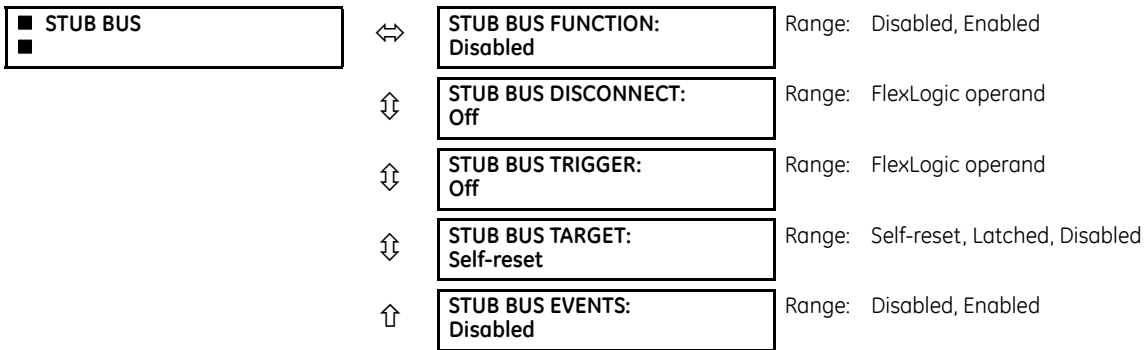 ■ STUB BUS
■
STUB BUS FUNCTION:
Disabled
Range: Disabled, Enabled
STUB BUS DISCONNECT:
Off
Range: FlexLogic operand
STUB BUS TRIGGER:
Off
Range: FlexLogic operand
STUB BUS TARGET:
Self-reset
Range: Self-reset, Latched, Disabled
STUB BUS EVENTS:
Disabled
Range: Disabled, Enabled